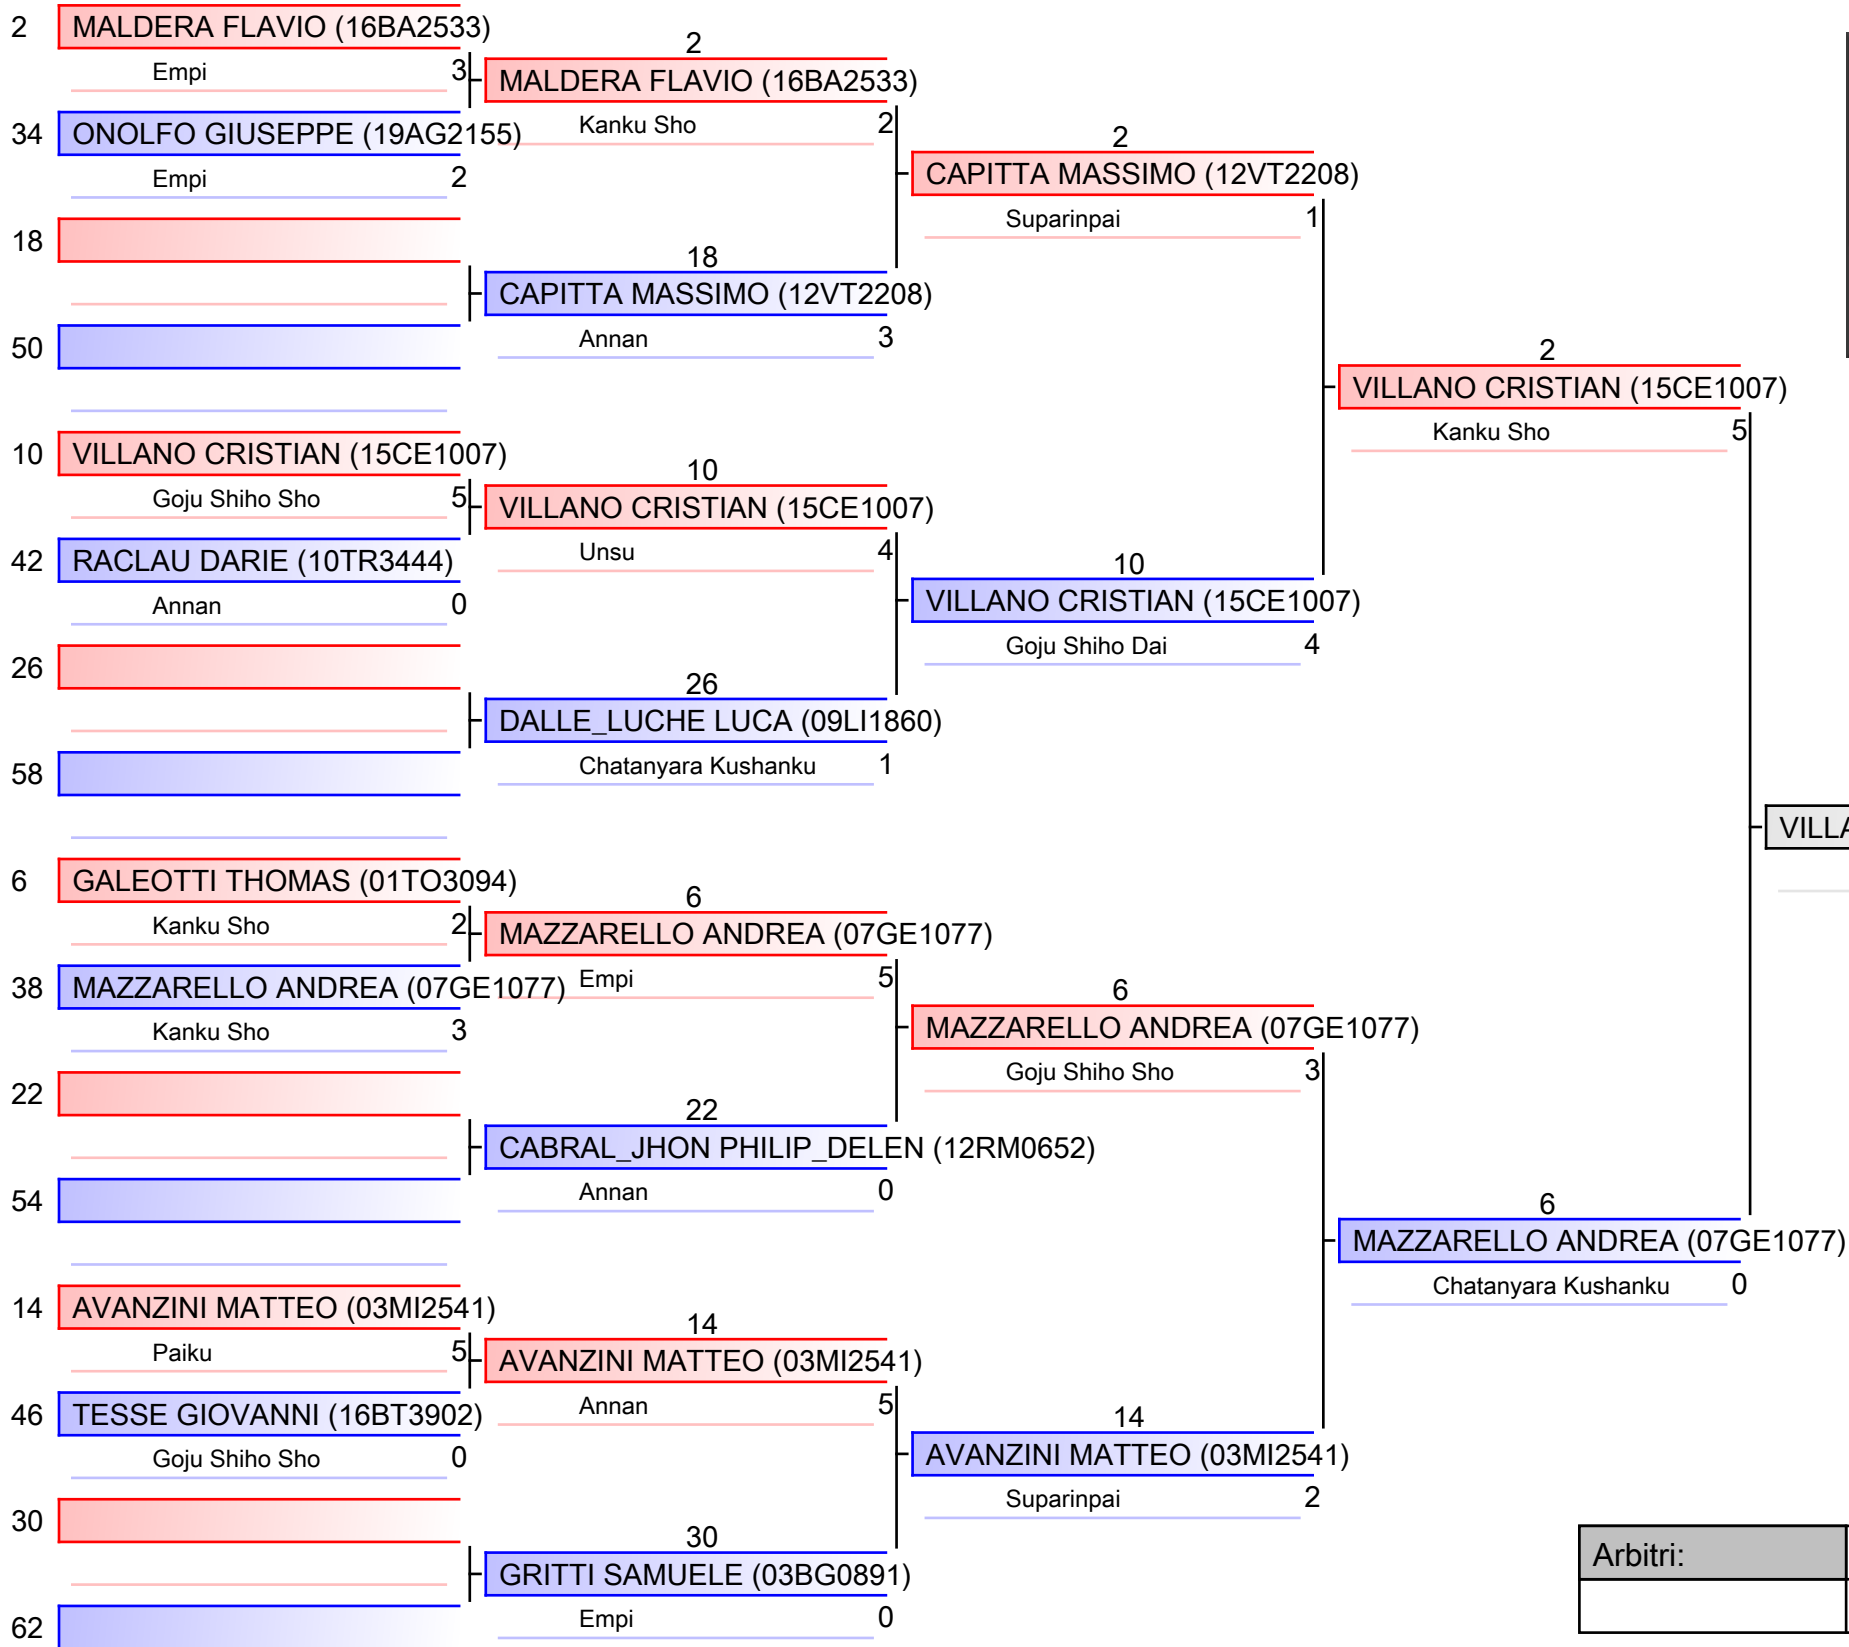 2 MALDERA FLAVIO (16BA2533)
Empi 3
34 ONOLFO GIUSEPPE (19AG2155)
Empi 2
18
50
10 VILLANO CRISTIAN (15CE1007)
Goju Shiho Sho 5
42 RACLAU DARIE (10TR3444)
Annan 0
26
58
6 GALEOTTI THOMAS (01TO3094)
Kanku Sho 2
38 MAZZARELLO ANDREA (07GE1077)
Kanku Sho 3
22
54
14 AVANZINI MATTEO (03MI2541)
Paiku 5
46 TESSE GIOVANNI (16BT3902)
Goju Shiho Sho 0
30
62
2
MALDERA FLAVIO (16BA2533)
Kanku Sho 2
18
CAPITTA MASSIMO (12VT2208)
Annan 3
10
VILLANO CRISTIAN (15CE1007)
Unsu 4
26
DALLE_LUCHE LUCA (09LI1860)
Chatanyara Kushanku 1
6
MAZZARELLO ANDREA (07GE1077)
Empi 5
22
CABRAL_JHON PHILIP_DELEN (12RM0652)
Annan 0
14
AVANZINI MATTEO (03MI2541)
Annan 5
30
GRITTI SAMUELE (03BG0891)
Empi 0
2
CAPITTA MASSIMO (12VT2208)
Suparinpai 1
10
VILLANO CRISTIAN (15CE1007)
Goju Shiho Dai 4
6
MAZZARELLO ANDREA (07GE1077)
Goju Shiho Sho 3
14
AVANZINI MATTEO (03MI2541)
Suparinpai 2
2
VILLANO CRISTIAN (15CE1007)
Kanku Sho 5
6
MAZZARELLO ANDREA (07GE1077)
Chatanyara Kushanku 0
Arbitri: